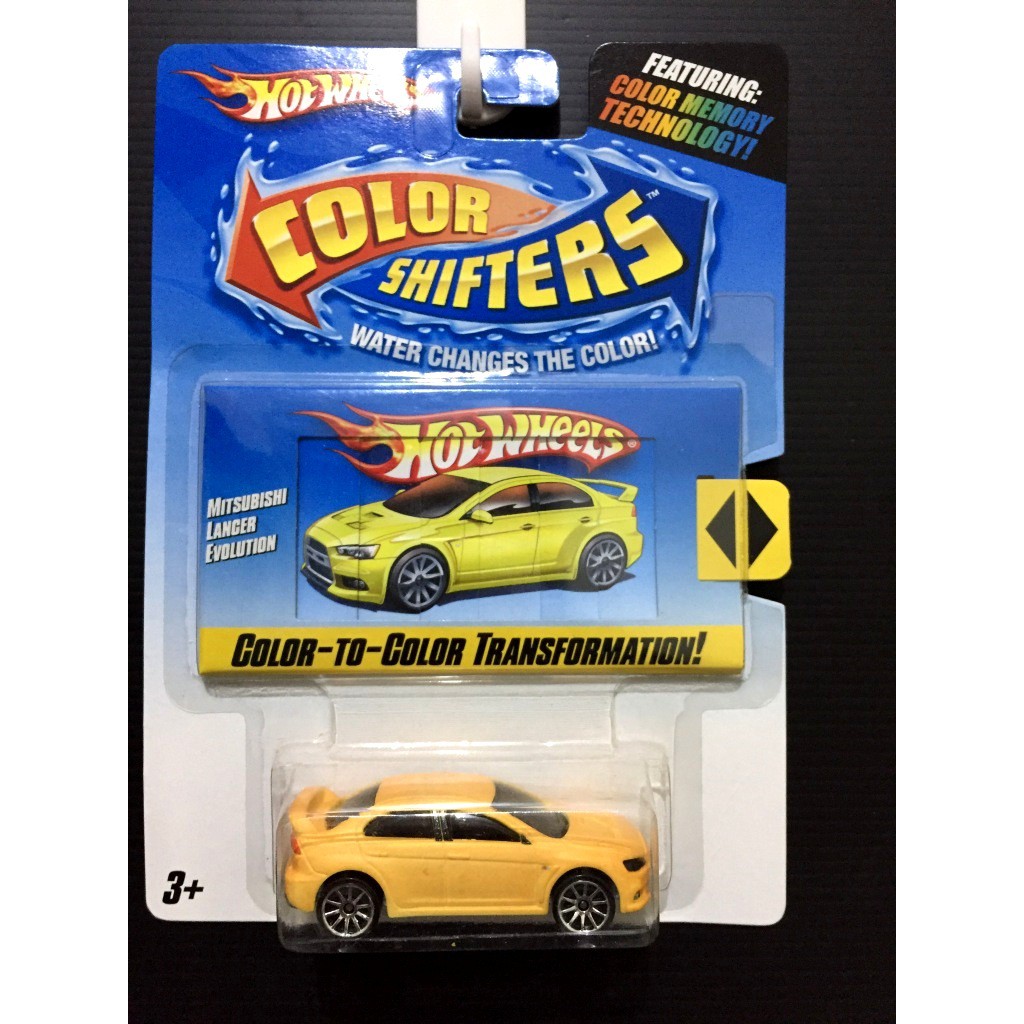 HOT WHEELS
FEATURING:
COLOR MEMORY
TECHNOLOGY!
COLOR
SHIFTERS™
WATER CHANGES THE COLOR!
HOT WHEELS®
MITSUBISHI
LANCER
EVOLUTION
COLOR-TO-COLOR TRANSFORMATION!
3+